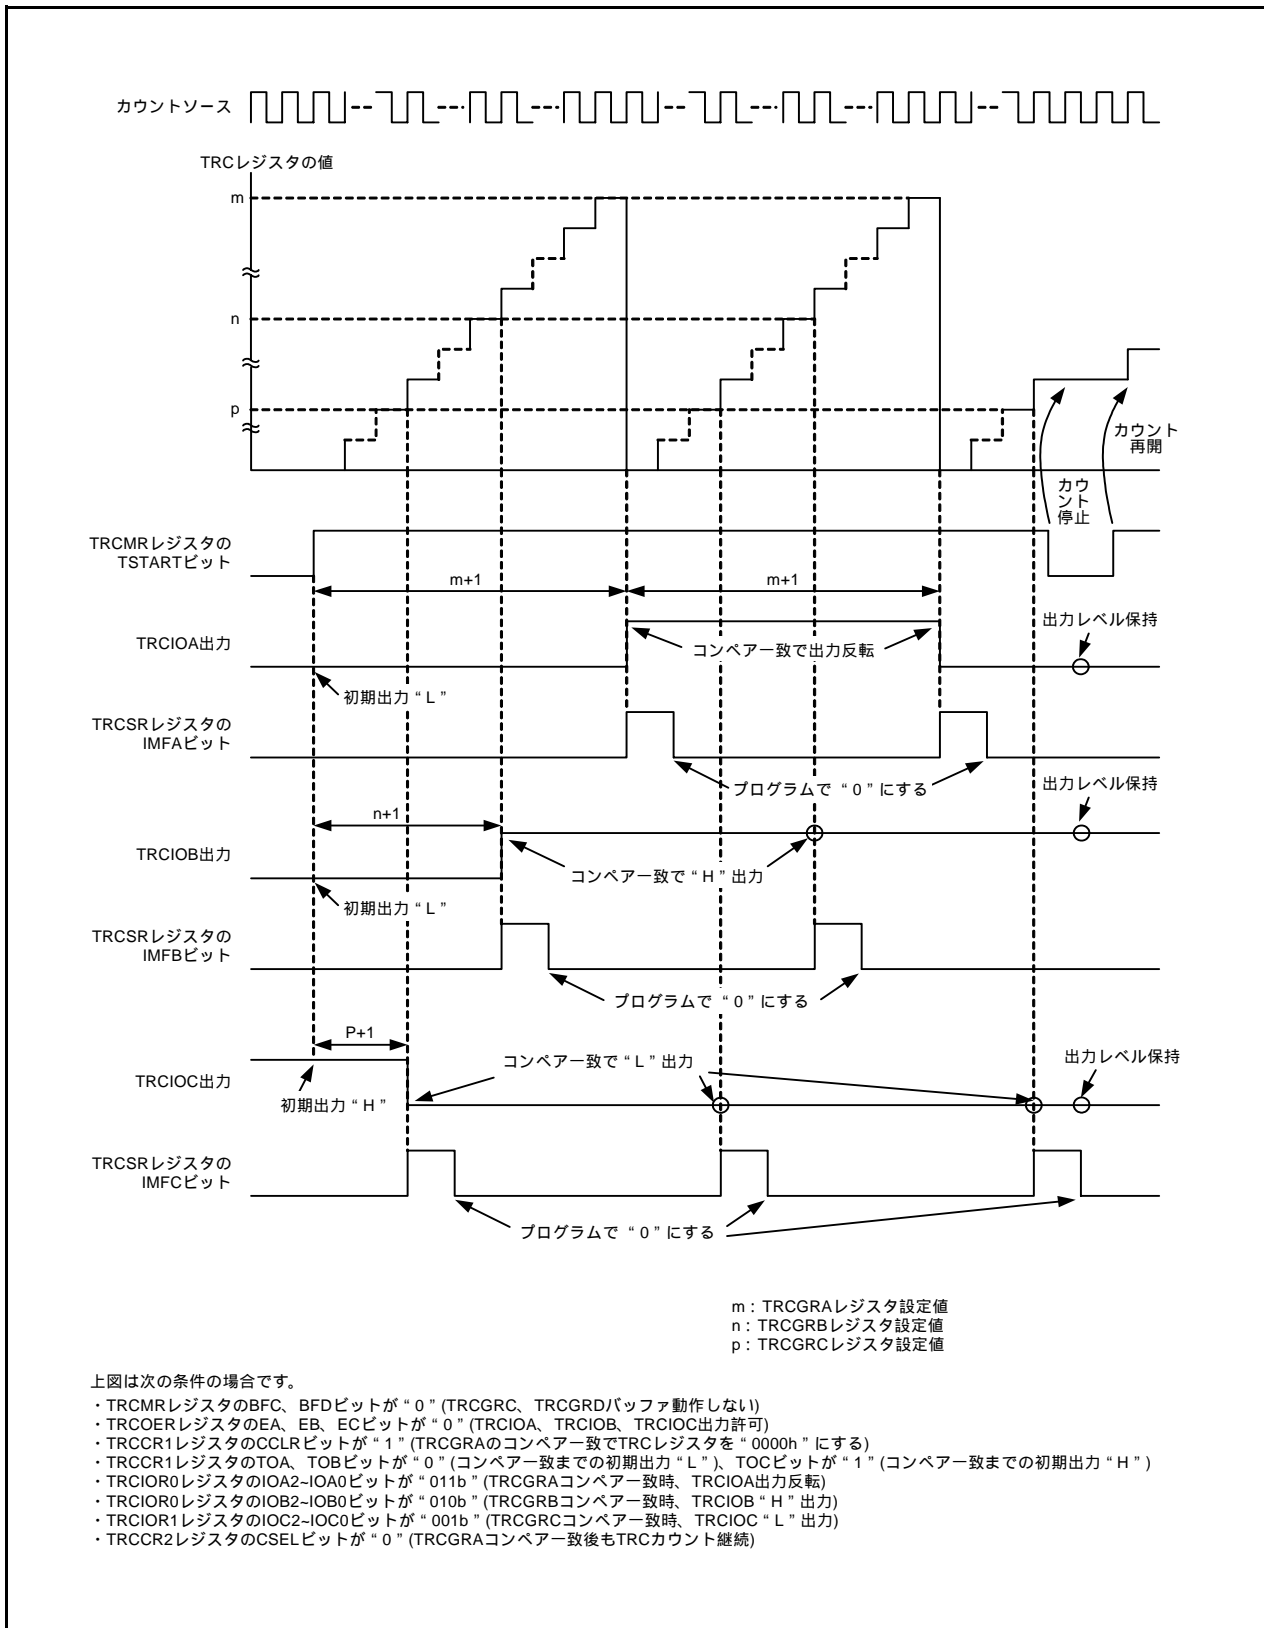 カウントソース
TRCレジスタの値
m
n
p
カウント
再開
カウ
ント
停止
TRCMRレジスタの
TSTARTビット
m+1
m+1
出力レベル保持
TRCIOA出力
コンペア一致で出力反転
初期出力“L”
TRCSRレジスタの
IMFAビット
プログラムで“0”にする
出力レベル保持
n+1
TRCIOB出力
コンペア一致で“H”出力
初期出力“L”
TRCSRレジスタの
IMFBビット
プログラムで“0”にする
P+1
コンペア一致で“L”出力
出力レベル保持
TRCIOC出力
初期出力“H”
TRCSRレジスタの
IMFCビット
プログラムで“0”にする
m：TRCGRAレジスタ設定値
n：TRCGRBレジスタ設定値
p：TRCGRCレジスタ設定値
上図は次の条件の場合です。
・TRCMRレジスタのBFC、BFDビットが“0”(TRCGRC、TRCGRDバッファ動作しない)
・TRCOERレジスタのEA、EB、ECビットが“0”(TRCIOA、TRCIOB、TRCIOC出力許可)
・TRCCR1レジスタのCCLRビットが“1”(TRCGRAのコンペア一致でTRCレジスタを“0000h”にする)
・TRCCR1レジスタのTOA、TOBビットが“0”(コンペア一致までの初期出力“L”)、TOCビットが“1”(コンペア一致までの初期出力“H”)
・TRCIOR0レジスタのIOA2~IOA0ビットが“011b”(TRCGRAコンペア一致時、TRCIOA出力反転)
・TRCIOR0レジスタのIOB2~IOB0ビットが“010b”(TRCGRBコンペア一致時、TRCIOB“H”出力)
・TRCIOR1レジスタのIOC2~IOC0ビットが“001b”(TRCGRCコンペア一致時、TRCIOC“L”出力)
・TRCCR2レジスタのCSELビットが“0”(TRCGRAコンペア一致後もTRCカウント継続)